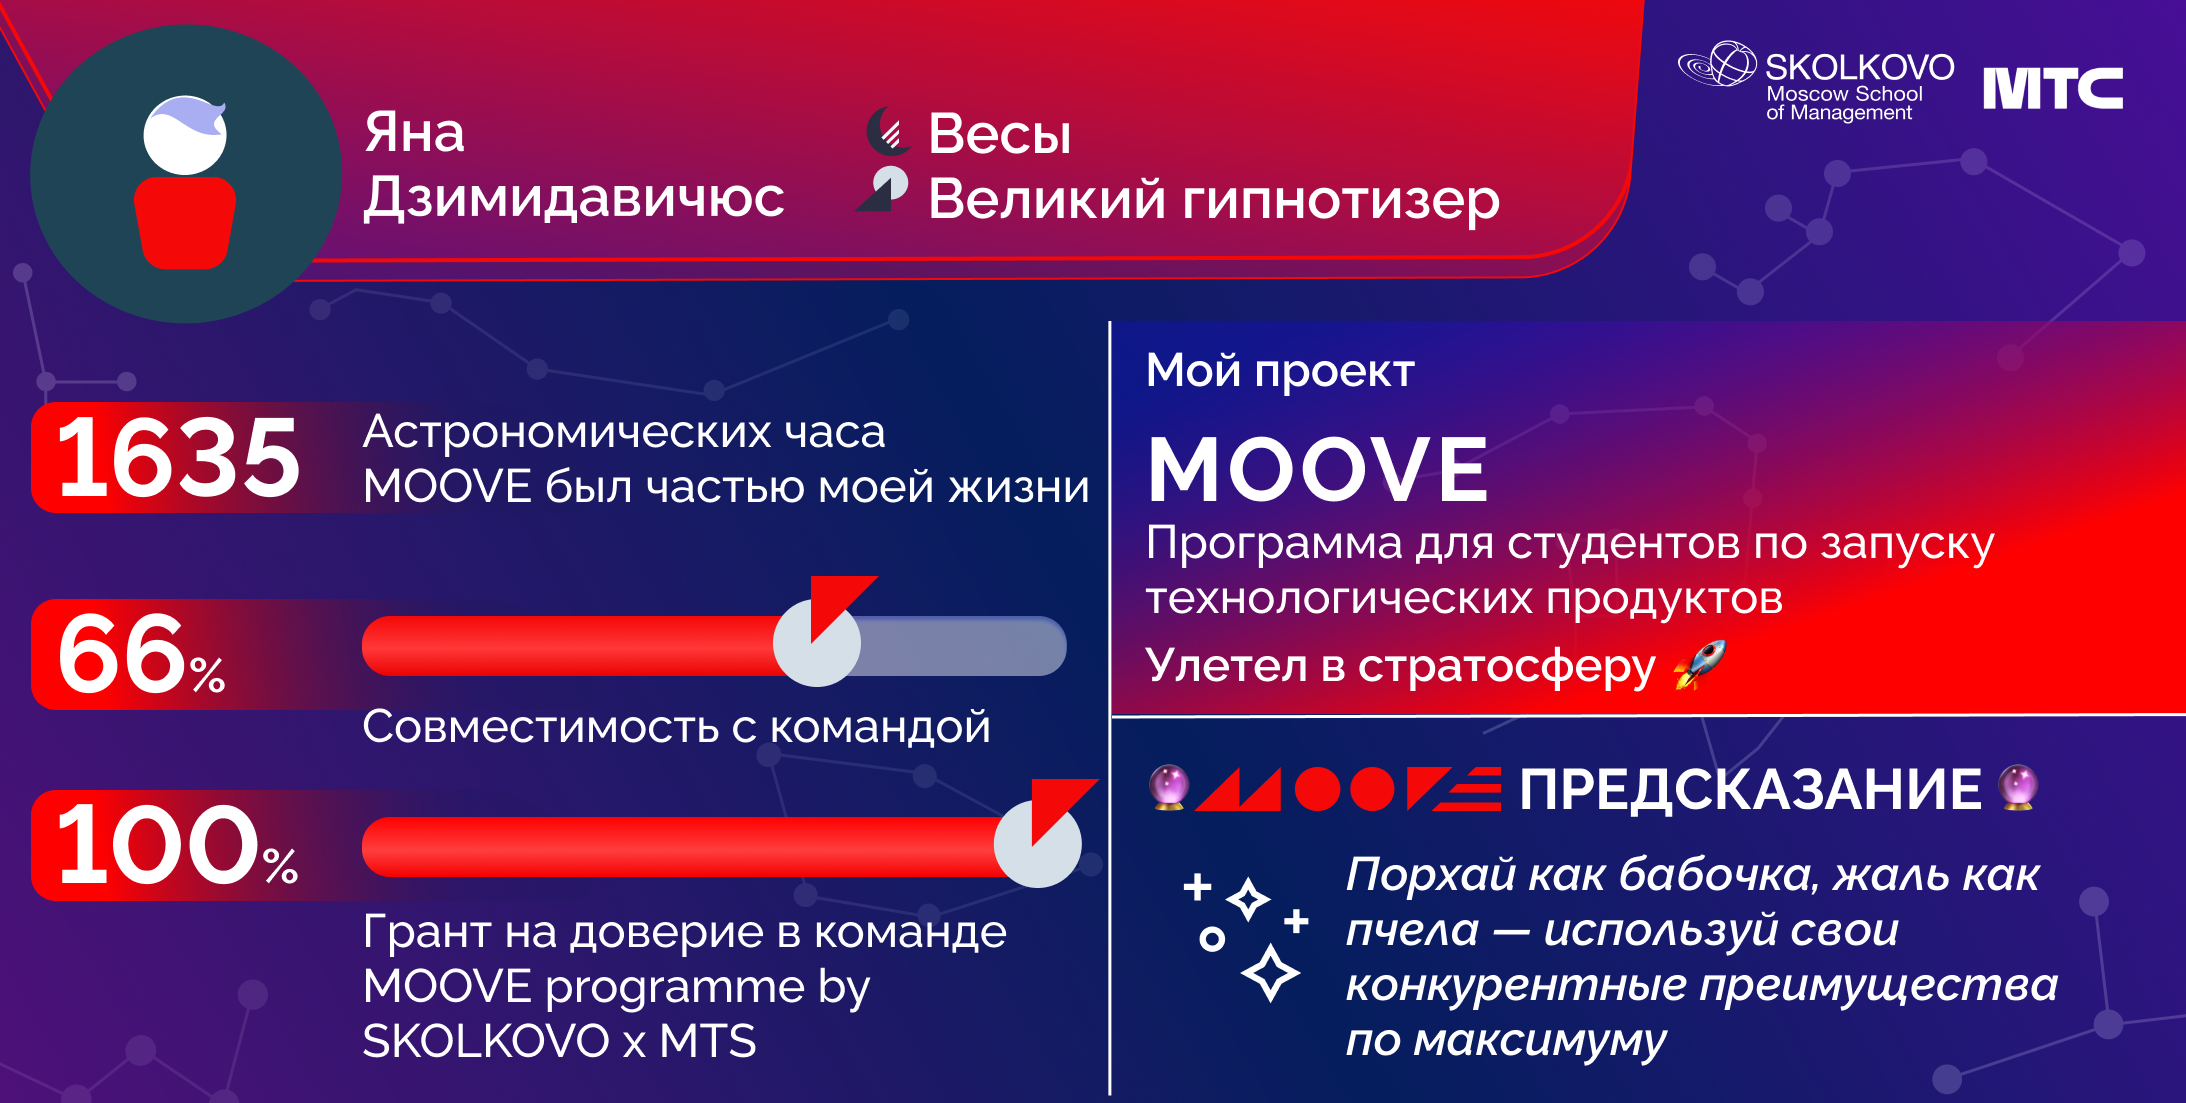 Яна
Дзимидавичюс
Весы
Великий гипнотизер
SKOLKOVO
Moscow School
of Management
МТС
1635
Астрономических часа
MOOVE был частью моей жизни
66%
Совместимость с командой
100%
Грант на доверие в команде
MOOVE programme by
SKOLKOVO x MTS
Мой проект
MOOVE
Программа для студентов по запуску
технологических продуктов
Улетел в стратосферу 🚀
🔮 MOOVE ПРЕДСКАЗАНИЕ 🔮
Порхай как бабочка, жаль как
пчела — используй свои
конкурентные преимущества
по максимуму